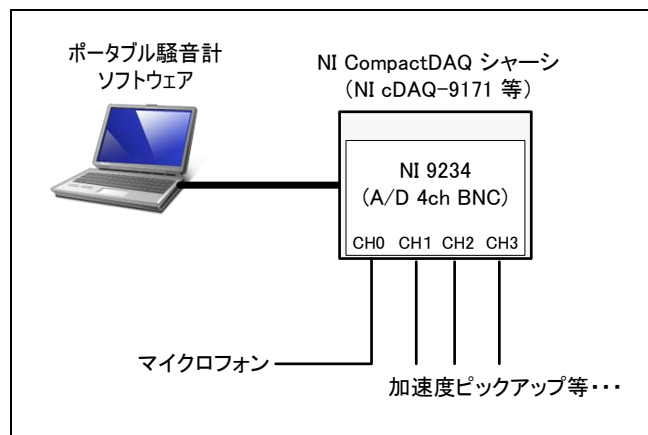 ポータブル騒音計
ソフトウェア
NI CompactDAQ シャーシ
（NI cDAQ-9171 等）
NI 9234
（A/D 4ch BNC）
CH0 CH1 CH2 CH3
マイクロフォン
加速度ピックアップ等・・・